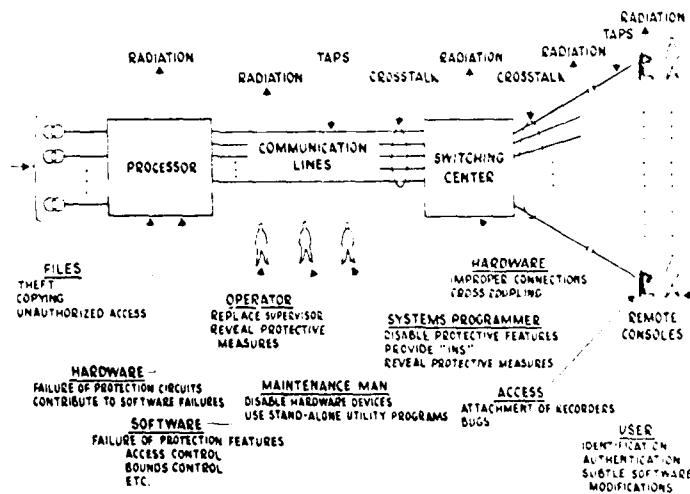 RADIATION
TAPS
RADIATION
RADIATION
TAPS
RADIATION
RADIATION
CROSSTALK
CROSSTALK
RADIATION
PROCESSOR
COMMUNICATION
LINES
SWITCHING
CENTER
FILES
THEFT
COPYING
UNAUTHORIZED ACCESS
OPERATOR
REPLACE SUPERVISOR
REVEAL PROTECTIVE
MEASURES
HARDWARE
IMPROPER CONNECTIONS
CROSS COUPLING
SYSTEMS PROGRAMMER
DISABLE PROTECTIVE FEATURES
PROVIDE "INS"
REVEAL PROTECTIVE MEASURES
REMOTE
CONSOLES
HARDWARE
FAILURE OF PROTECTION CIRCUITS
CONTRIBUTE TO SOFTWARE FAILURES
MAINTENANCE MAN
DISABLE HARDWARE DEVICES
USE STAND-ALONE UTILITY PROGRAMS
ACCESS
ATTACHMENT OF RECORDERS
BUGS
SOFTWARE
FAILURE OF PROTECTION FEATURES
ACCESS CONTROL
BOUNDS CONTROL
ETC.
USER
IDENTIFICATION
AUTHENTICATION
SUBTLE SOFTWARE
MODIFICATIONS